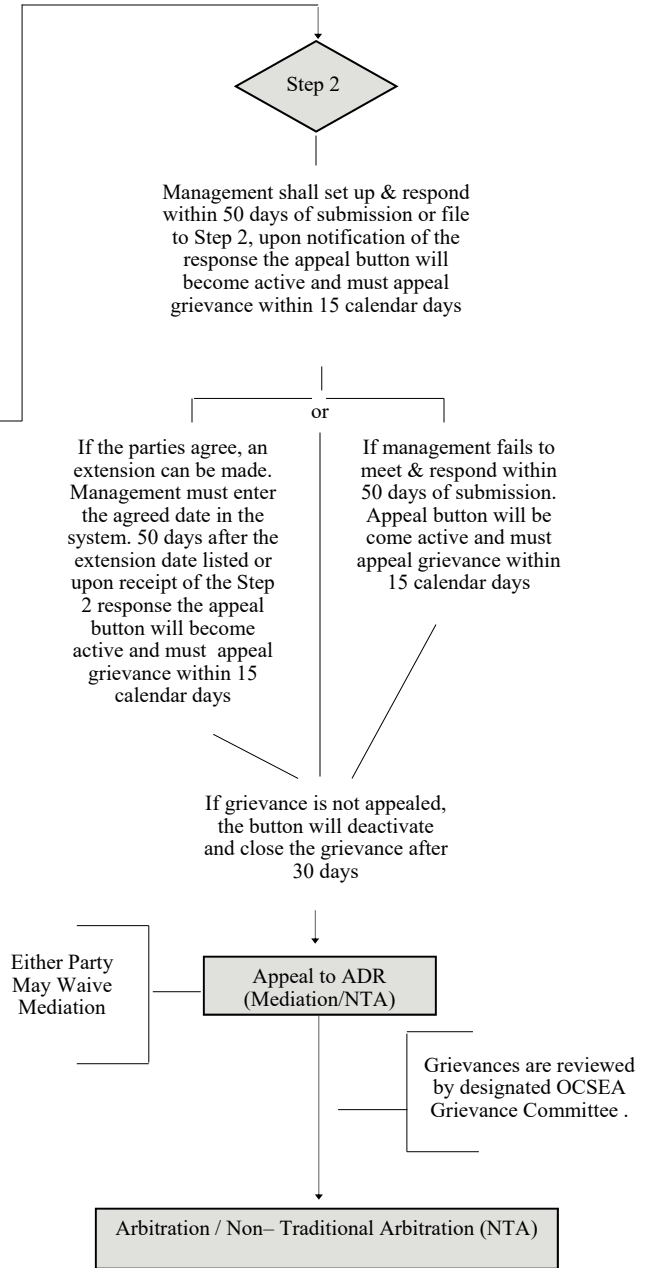 Step 2
Management shall set up & respond
within 50 days of submission or file
to Step 2, upon notification of the
response the appeal button will
become active and must appeal
grievance within 15 calendar days
or
If the parties agree, an
extension can be made.
Management must enter
the agreed date in the
system. 50 days after the
extension date listed or
upon receipt of the Step
2 response the appeal
button will become
active and must appeal
grievance within 15
calendar days
If management fails to
meet & respond within
50 days of submission.
Appeal button will be
come active and must
appeal grievance within
15 calendar days
If grievance is not appealed,
the button will deactivate
and close the grievance after
30 days
Either Party
May Waive
Mediation
Appeal to ADR
(Mediation/NTA)
Grievances are reviewed
by designated OCSEA
Grievance Committee .
Arbitration / Non– Traditional Arbitration (NTA)